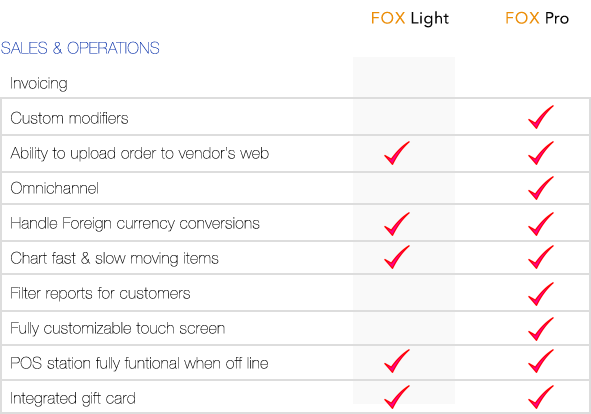 FOX Light FOX Pro
SALES & OPERATIONS
Invoicing
Custom modifiers
Ability to upload order to vendor's web
Omnichannel
Handle Foreign currency conversions
Chart fast & slow moving items
Filter reports for customers
Fully customizable touch screen
POS station fully funtional when off line
Integrated gift card